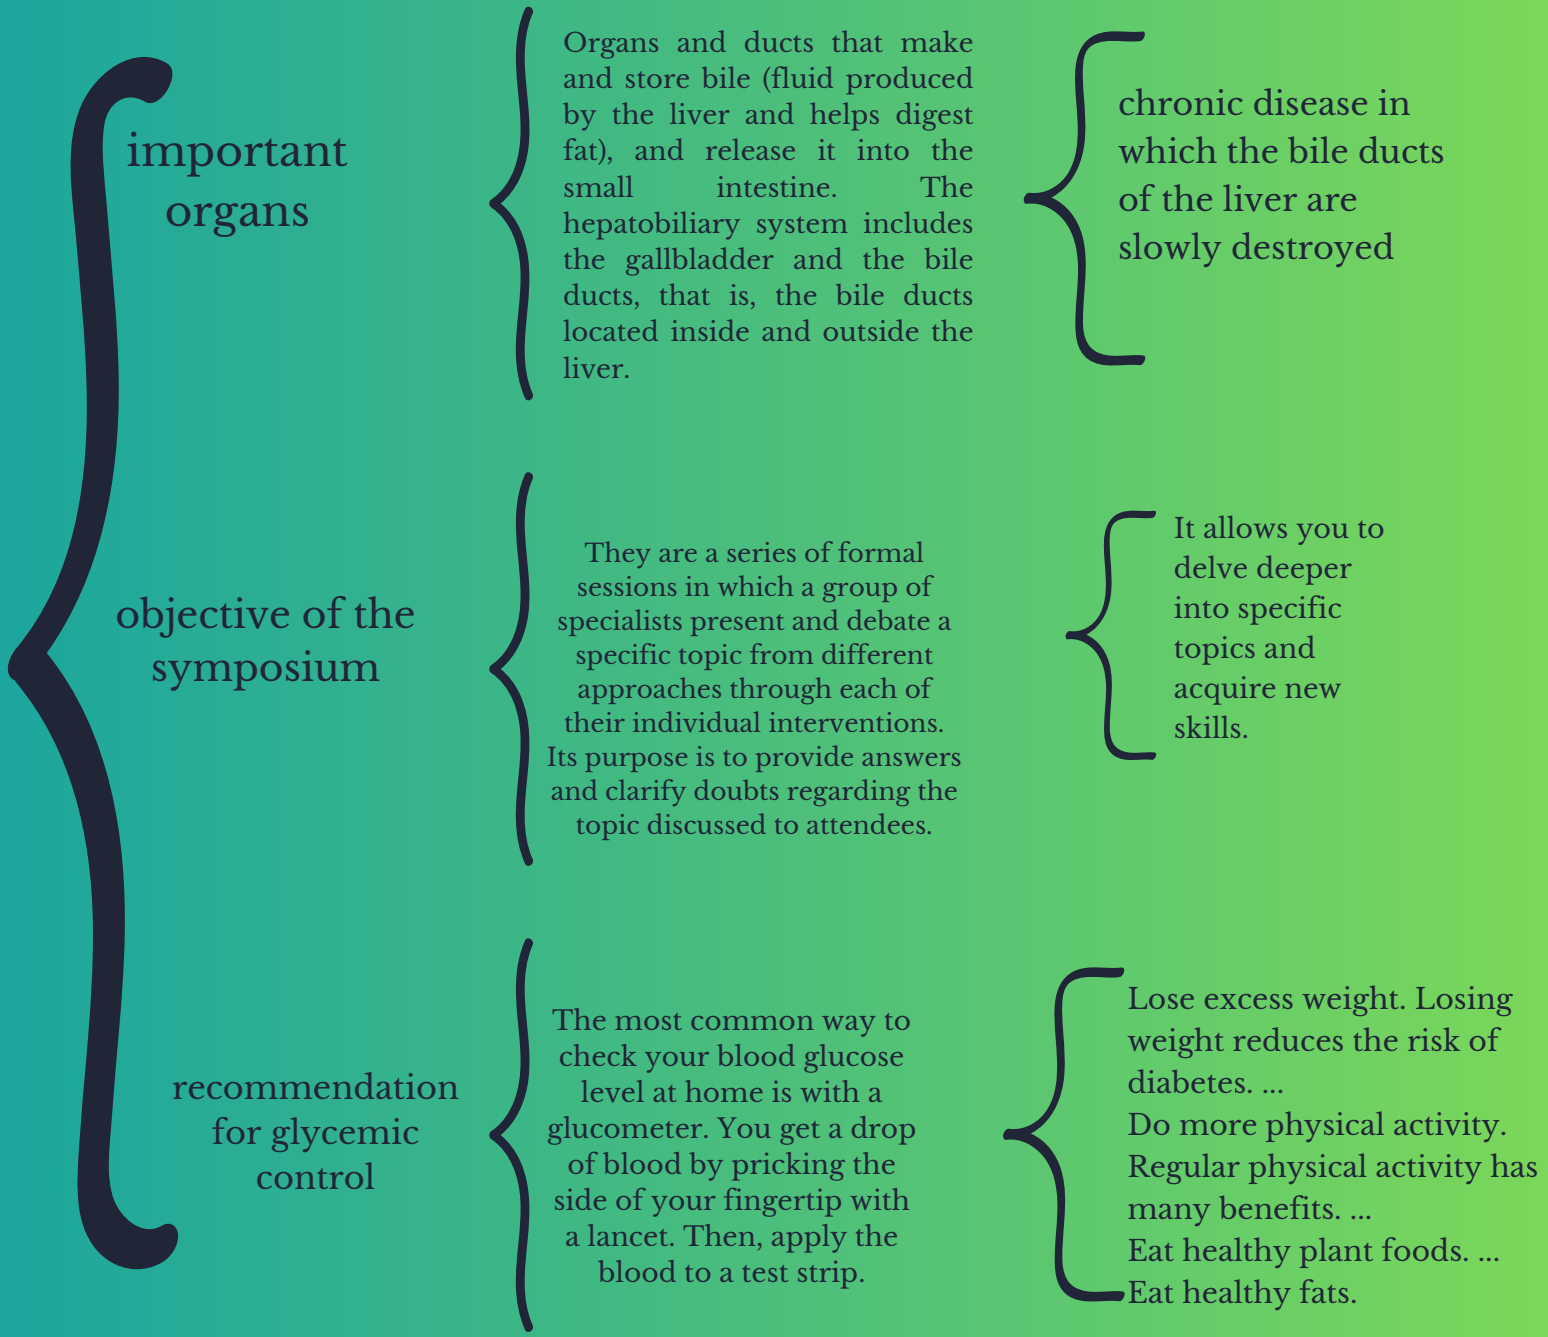 important
organs
Organs and ducts that make
and store bile (fluid produced
by the liver and helps digest
fat), and release it into the
small intestine. The
hepatobiliary system includes
the gallbladder and the bile
ducts, that is, the bile ducts
located inside and outside the
liver.
chronic disease in
which the bile ducts
of the liver are
slowly destroyed
objective of the
symposium
They are a series of formal
sessions in which a group of
specialists present and debate a
specific topic from different
approaches through each of
their individual interventions.
Its purpose is to provide answers
and clarify doubts regarding the
topic discussed to attendees.
It allows you to
delve deeper
into specific
topics and
acquire new
skills.
recommendation
for glycemic
control
The most common way to
check your blood glucose
level at home is with a
glucometer. You get a drop
of blood by pricking the
side of your fingertip with
a lancet. Then, apply the
blood to a test strip.
Lose excess weight. Losing
weight reduces the risk of
diabetes. ...
Do more physical activity.
Regular physical activity has
many benefits. ...
Eat healthy plant foods. ...
Eat healthy fats.